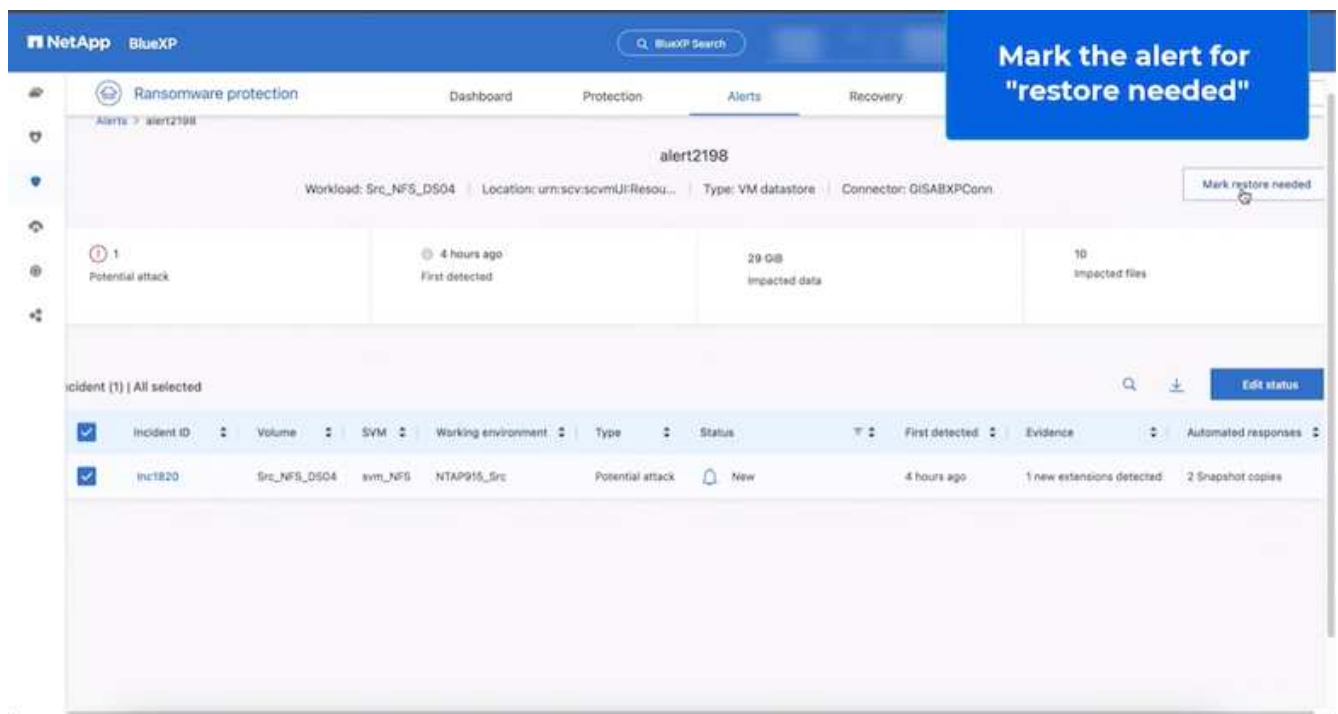 NetApp BlueXP
BlueXP Search
Mark the alert for
"restore needed"
Ransomware protection
Dashboard
Protection
Alerts
Recovery
Alerts > alert2198
alert2198
Workload: Src_NFS_DS04 | Location: urn:scv:scvmUI:Resou... | Type: VM datastore | Connector: GISABXPConn
Mark restore needed
1
Potential attack
4 hours ago
First detected
29 GiB
Impacted data
10
Impacted files
ncident (1) | All selected
Edit status
Incident ID Volume SVM Working environment Type Status First detected Evidence Automated responses
Inc1820 Src_NFS_DS04 svm_NFS NTAP915_Src Potential attack New 4 hours ago 1 new extensions detected 2 Snapshot copies